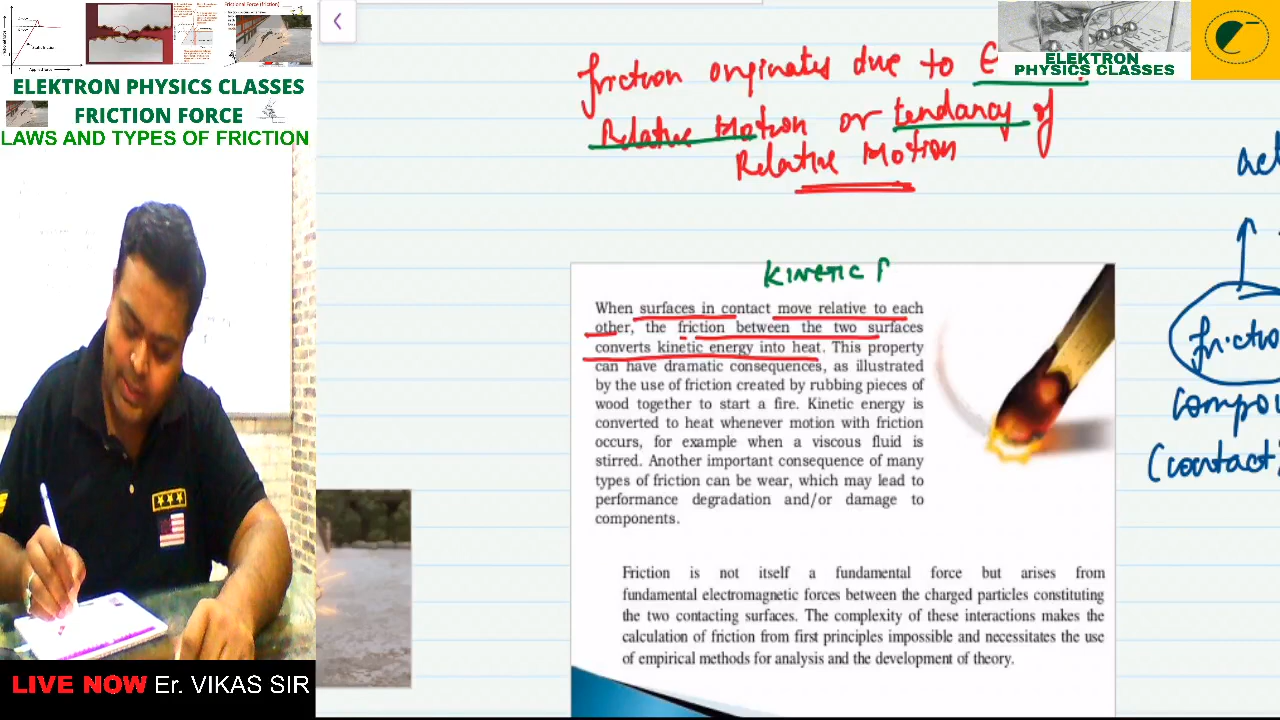 Frictional Force (friction)
ELEKTRON PHYSICS CLASSES
FRICTION FORCE
LAWS AND TYPES OF FRICTION
ELEKTRON
PHYSICS CLASSES
friction originates due to E
Relative Motion or tendancy of
Relative Motion
act
KINETIC
When surfaces in contact move relative to each
other, the friction between the two surfaces
converts kinetic energy into heat. This property
can have dramatic consequences, as illustrated
by the use of friction created by rubbing pieces of
wood together to start a fire. Kinetic energy is
converted to heat whenever motion with friction
occurs, for example when a viscous fluid is
stirred. Another important consequence of many
types of friction can be wear, which may lead to
performance degradation and/or damage to
components.
frictio
compo
(contact
Friction is not itself a fundamental force but arises from
fundamental electromagnetic forces between the charged particles constituting
the two contacting surfaces. The complexity of these interactions makes the
calculation of friction from first principles impossible and necessitates the use
of empirical methods for analysis and the development of theory.
LIVE NOW Er. VIKAS SIR